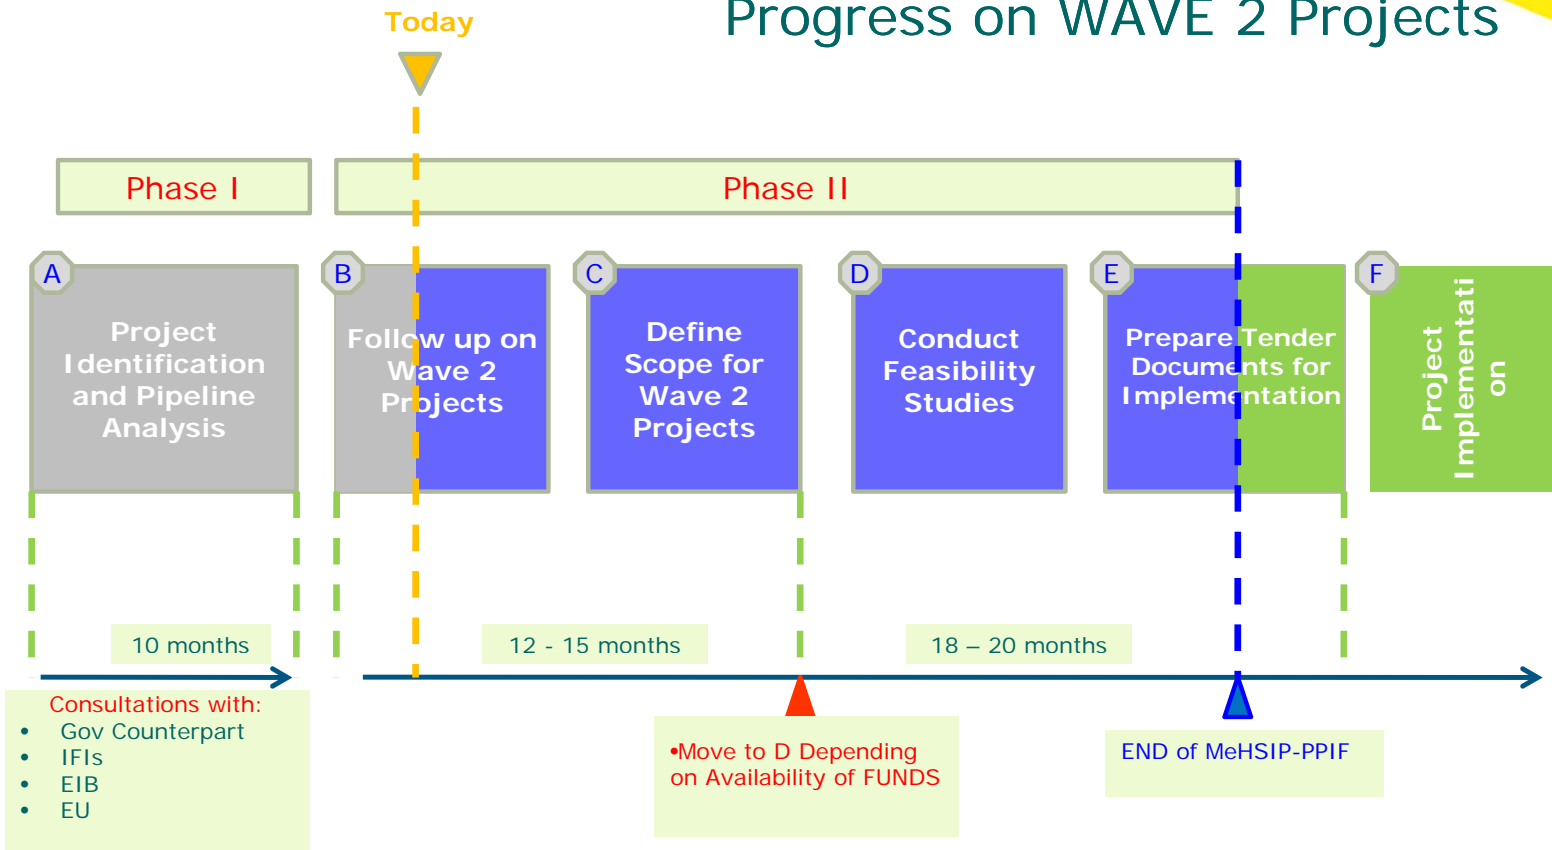 Progress on WAVE 2 Projects
Today
Phase I
Phase II
A
Project
Identification
and Pipeline
Analysis
B
Follow up on
Wave 2
Projects
C
Define
Scope for
Wave 2
Projects
D
Conduct
Feasibility
Studies
E
Prepare Tender
Documents for
Implementation
F
Project
Implementati
on
10 months
12 - 15 months
18 – 20 months
Consultations with:
• Gov Counterpart
• IFIs
• EIB
• EU
•Move to D Depending
on Availability of FUNDS
END of MeHSIP-PPIF